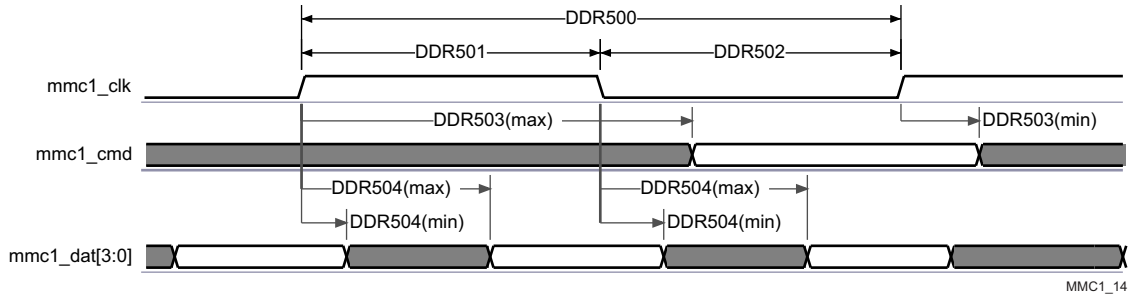 DDR500
DDR501 DDR502
mmc1_clk
DDR503(max) DDR503(min)
mmc1_cmd
DDR504(max) DDR504(max)
DDR504(min) DDR504(min)
mmc1_dat[3:0]
MMC1_14